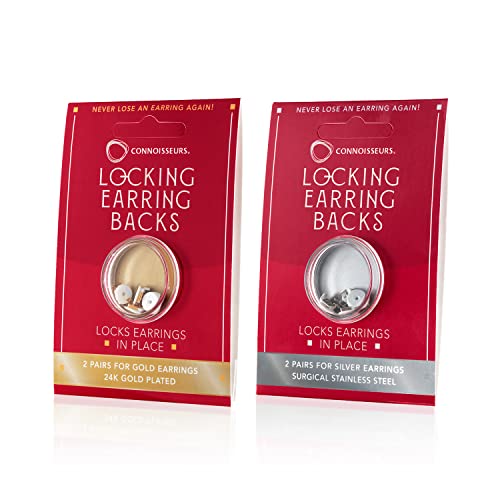 NEVER LOSE AN EARRING AGAIN!
CONNOISSEURS.
LOCKING
EARRING
BACKS
LOCKS EARRINGS
IN PLACE
2 PAIRS FOR GOLD EARRINGS
24K GOLD PLATED
NEVER LOSE AN EARRING AGAIN!
CONNOISSEURS.
LOCKING
EARRING
BACKS
LOCKS EARRINGS
IN PLACE
2 PAIRS FOR SILVER EARRINGS
SURGICAL STAINLESS STEEL